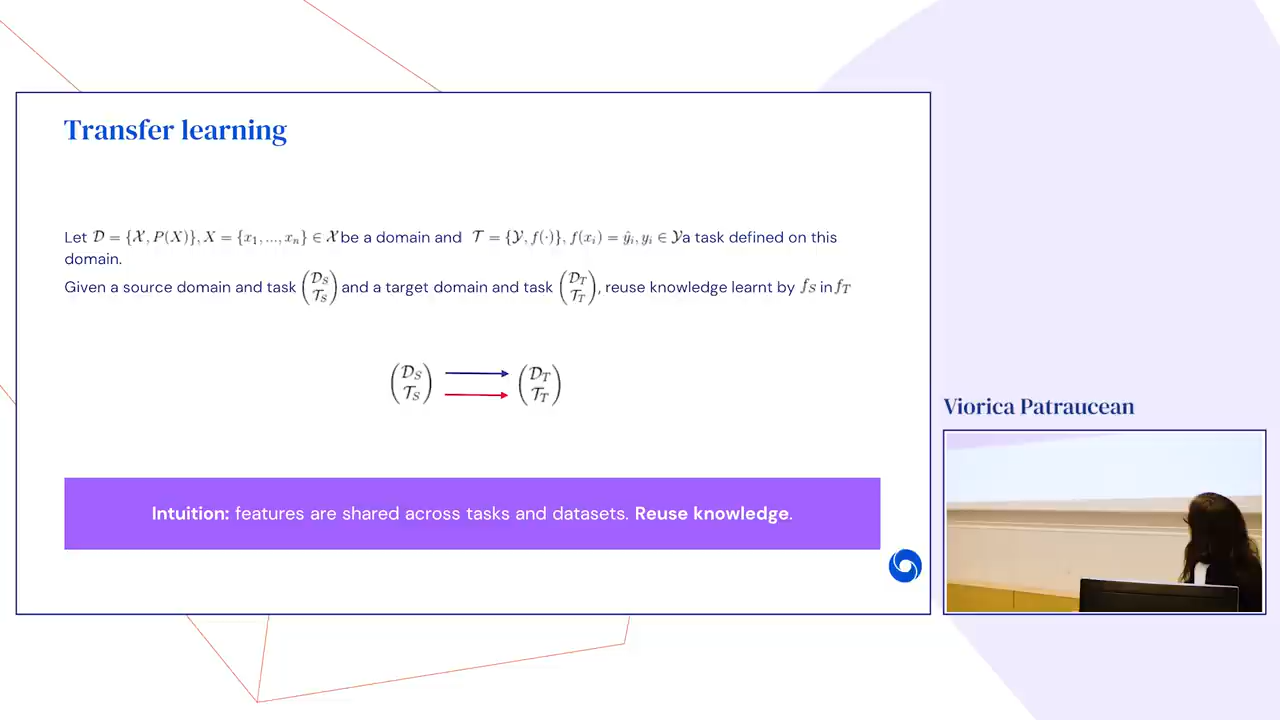 Transfer learning
Let 𝒟 = {𝒳, P(X)}, X = {x₁, ..., xₙ} ∈ 𝒳 be a domain and 𝒯 = {𝒴, f(·)}, f(xᵢ) = ŷᵢ, yᵢ ∈ 𝒴 a task defined on this
domain.
Given a source domain and task (𝒟_S 𝒯_S) and a target domain and task (𝒟_T 𝒯_T), reuse knowledge learnt by f_S in f_T
(𝒟_S 𝒯_S) (𝒟_T 𝒯_T)
Intuition: features are shared across tasks and datasets. Reuse knowledge.
Viorica Patraucean